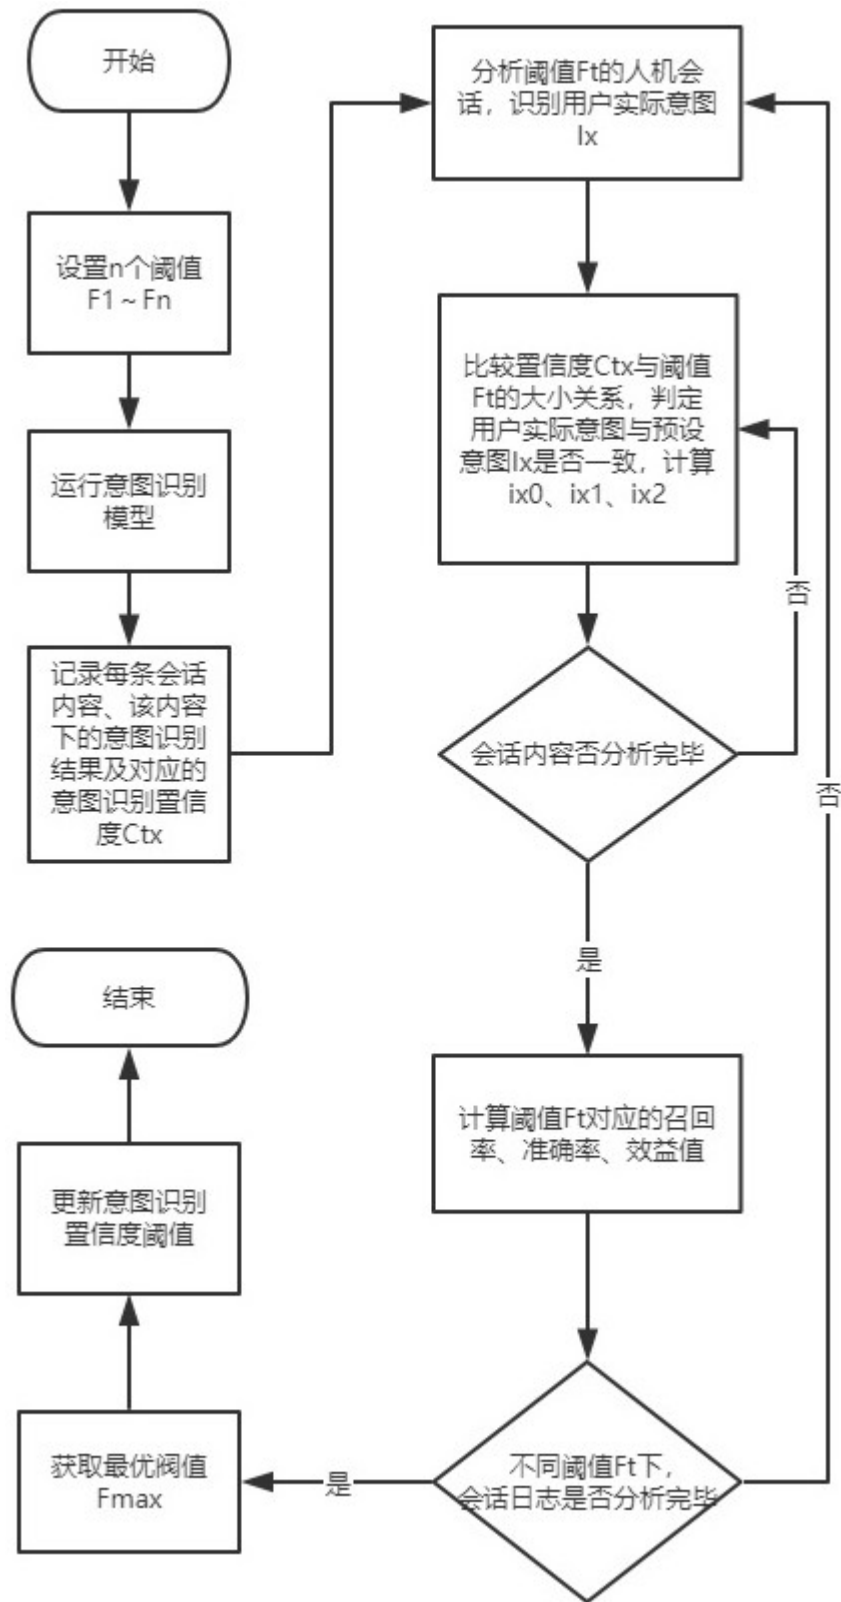 开始
设置n个阈值
F1 ~ Fn
运行意图识别
模型
记录每条会话
内容、该内容
下的意图识别
结果及对应的
意图识别置信
度Ctx
分析阈值Ft的人机会
话，识别用户实际意图
Ix
比较置信度Ctx与阈值
Ft的大小关系，判定
用户实际意图与预设
意图Ix是否一致，计算
ix0、ix1、ix2
否
会话内容否分析完毕
否
是
计算阈值Ft对应的召回
率、准确率、效益值
不同阈值Ft下，
会话日志是否分析完毕
是
获取最优阀值
Fmax
更新意图识别
置信度阈值
结束